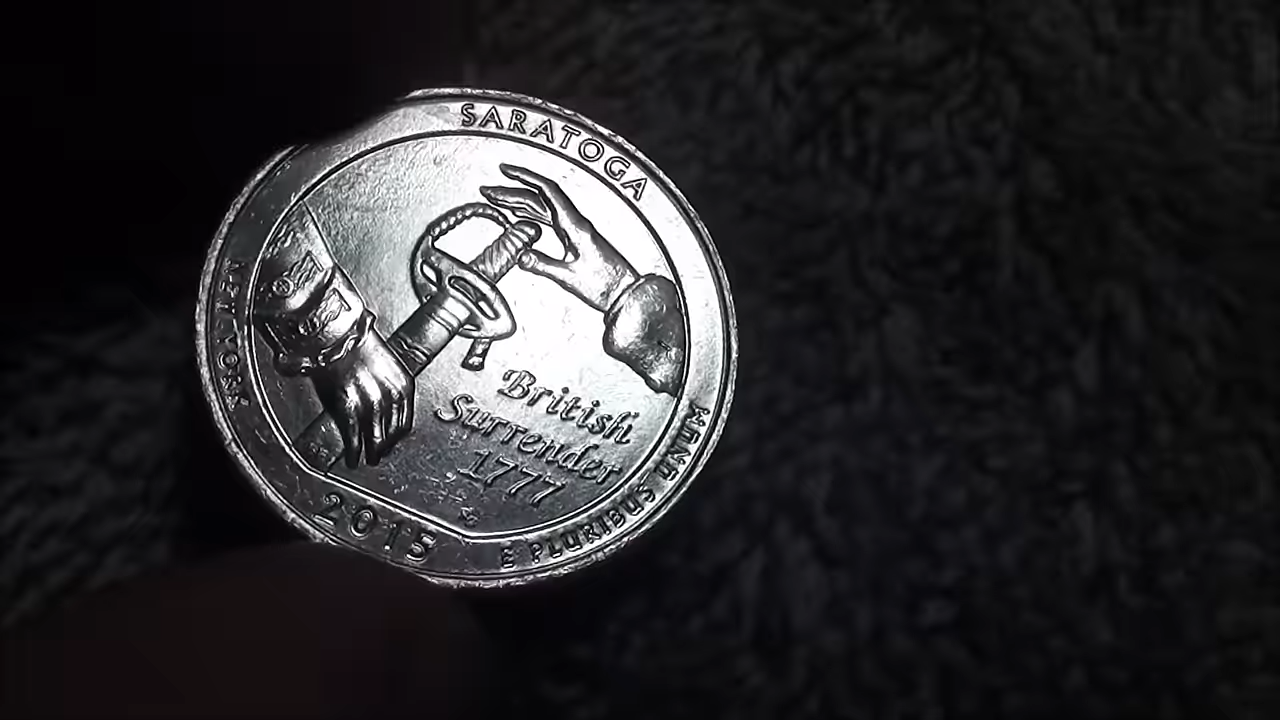 SARATOGA
NEW YORK
British
Surrender
1777
2015
E PLURIBUS UNUM